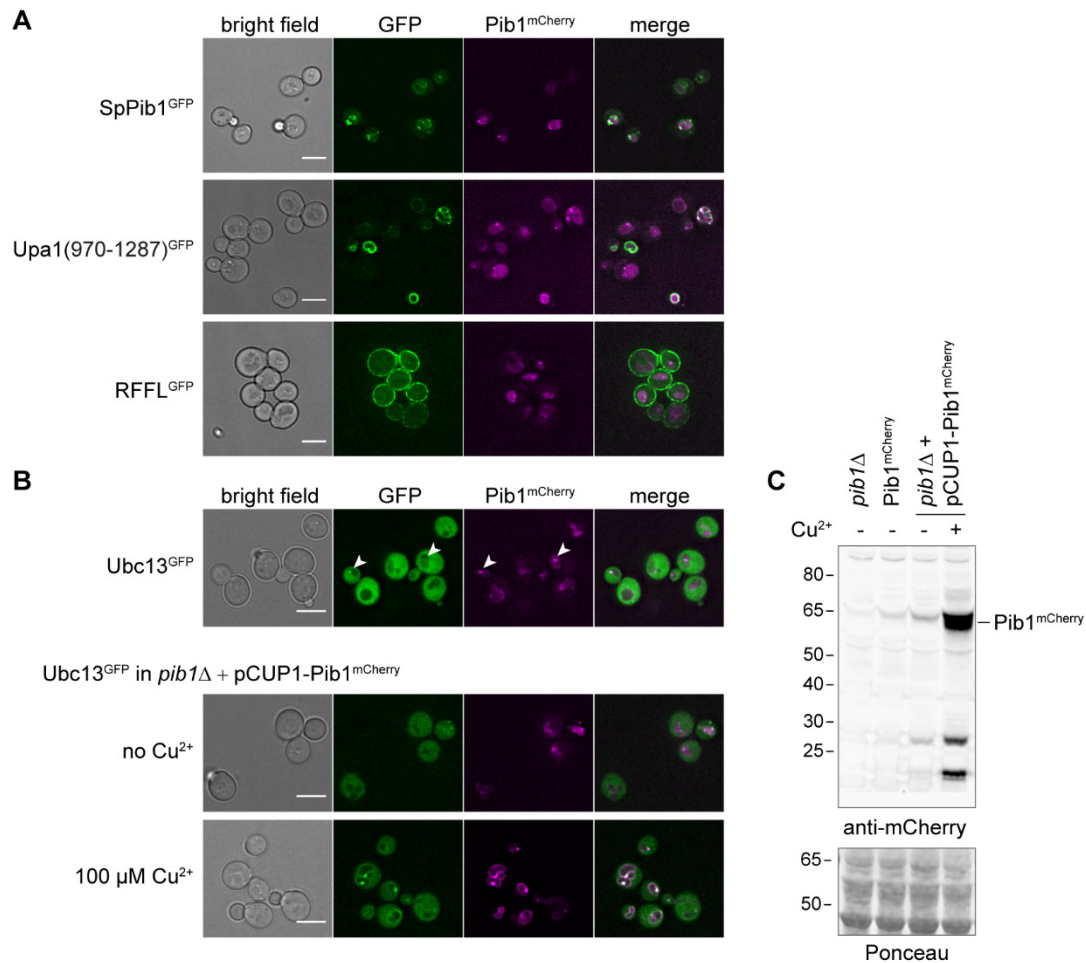 A
bright field GFP Pib1mCherry merge
SpPib1GFP
Upa1(970-1287)GFP
RFFLGFP
B
bright field GFP Pib1mCherry merge
Ubc13GFP
Ubc13GFP in pib1Δ + pCUP1-Pib1mCherry
no Cu2+
100 µM Cu2+
C
pib1Δ
Pib1mCherry
pib1Δ +
pCUP1-Pib1mCherry
Cu2+ - - - +
80
65
50
40
30
25
Pib1mCherry
anti-mCherry
65
50
Ponceau